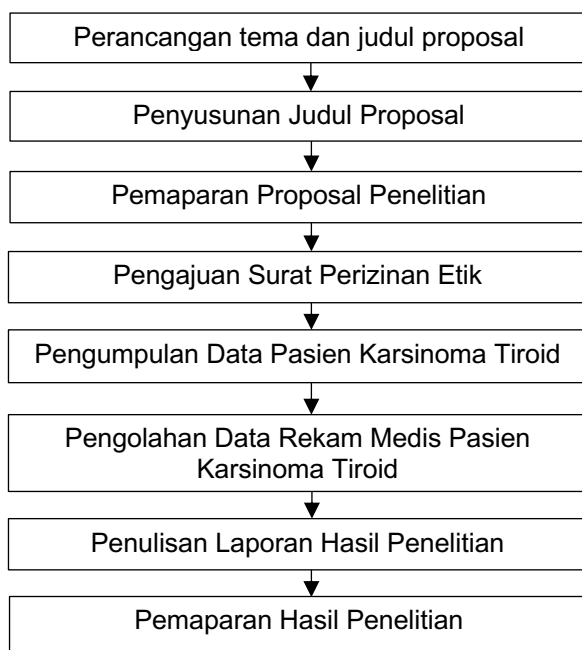 Perancangan tema dan judul proposal
Penyusunan Judul Proposal
Pemaparan Proposal Penelitian
Pengajuan Surat Perizinan Etik
Pengumpulan Data Pasien Karsinoma Tiroid
Pengolahan Data Rekam Medis Pasien
Karsinoma Tiroid
Penulisan Laporan Hasil Penelitian
Pemaparan Hasil Penelitian